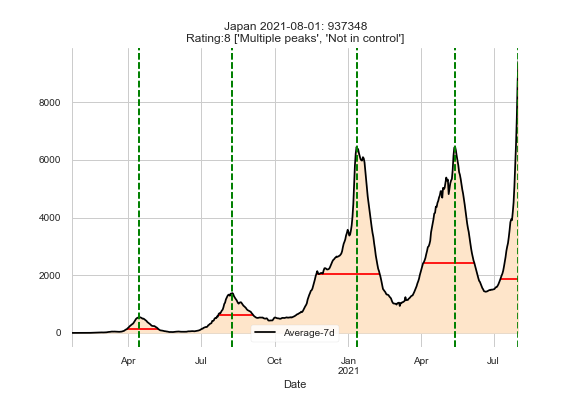 Japan 2021-08-01: 937348
Rating:8 ['Multiple peaks', 'Not in control']
8000
6000
4000
2000
0
Average-7d
Apr Jul Oct Jan Apr Jul
2021
Date